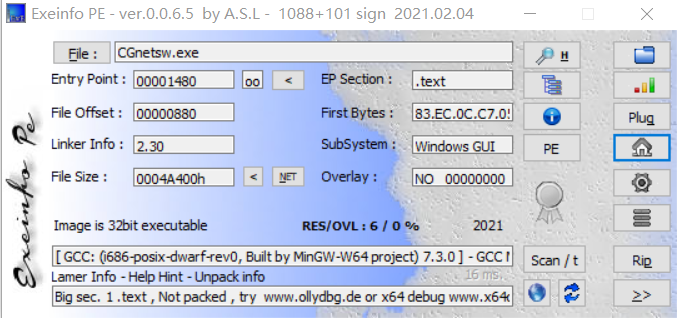 Exeinfo PE - ver.0.0.6.5 by A.S.L - 1088+101 sign 2021.02.04
File : CGnetsw.exe H
Entry Point : 00001480 oo < EP Section : .text
File Offset : 00000880 First Bytes : 83.EC.0C.C7.0 Plug
Linker Info : 2.30 SubSystem : Windows GUI PE
File Size : 0004A400h < NET Overlay : NO 00000000
Image is 32bit executable RES/OVL : 6 / 0 % 2021
[ GCC: (i686-posix-dwarf-rev0, Built by MinGW-W64 project) 7.3.0 ] - GCC Scan / t Rip
Lamer Info - Help Hint - Unpack info 16 ms.
Big sec. 1 .text , Not packed , try www.ollydbg.de or x64 debug www.x64 >>
Exeinfo Pe